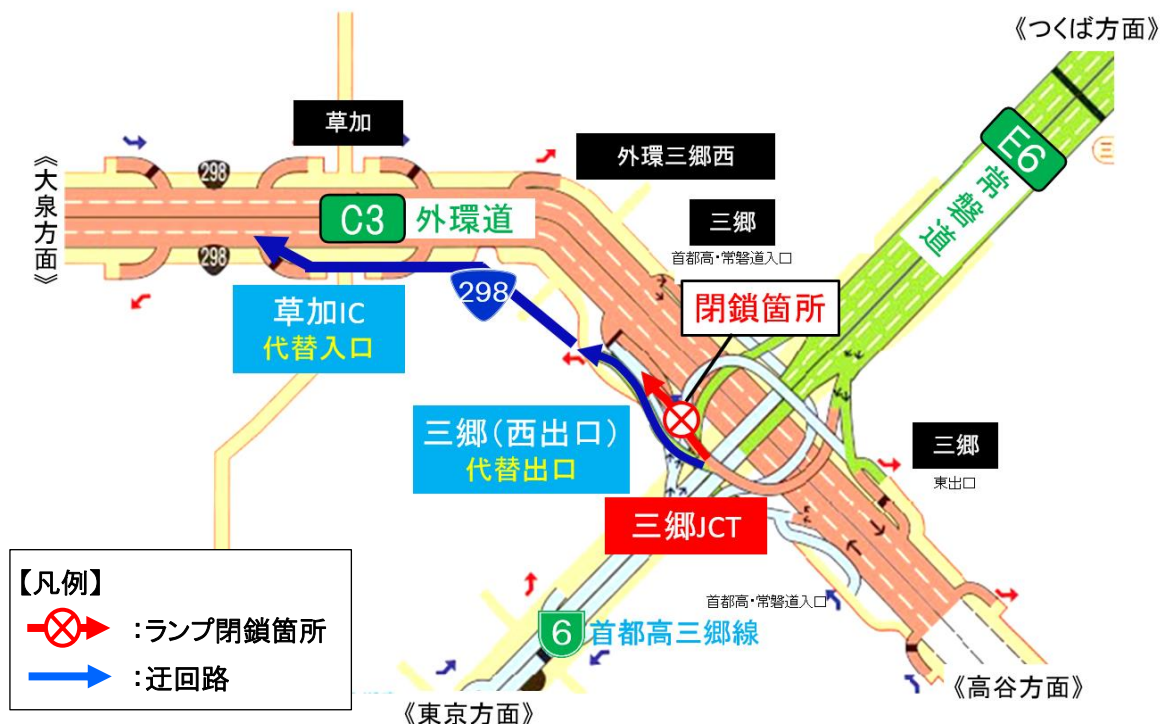 《つくば方面》
草加
外環三郷西
E6
常磐道
298
《大泉方面》
C3 外環道
三郷
首都高・常磐道入口
298
298
閉鎖箇所
草加IC
代替入口
三郷(西出口)
代替出口
三郷
東出口
三郷JCT
【凡例】
:ランプ閉鎖箇所
:迂回路
首都高・常磐道入口
6 首都高三郷線
《高谷方面》
《東京方面》